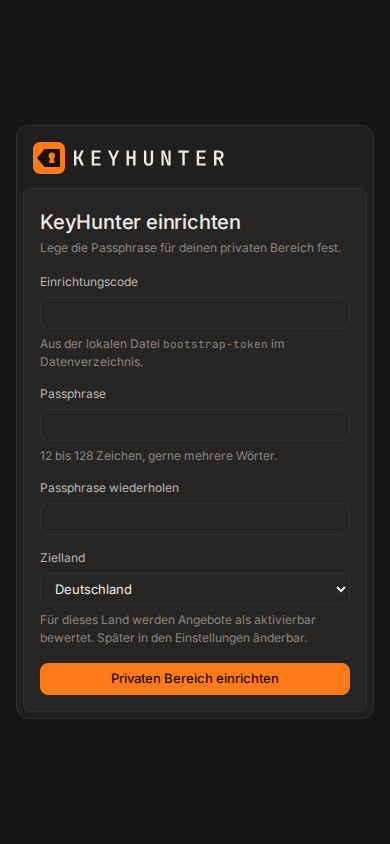 KEYHUNTER
KeyHunter einrichten
Lege die Passphrase für deinen privaten Bereich fest.
Einrichtungscode
Aus der lokalen Datei bootstrap-token im
Datenverzeichnis.
Passphrase
12 bis 128 Zeichen, gerne mehrere Wörter.
Passphrase wiederholen
Zielland
Deutschland
Für dieses Land werden Angebote als aktivierbar
bewertet. Später in den Einstellungen änderbar.
Privaten Bereich einrichten